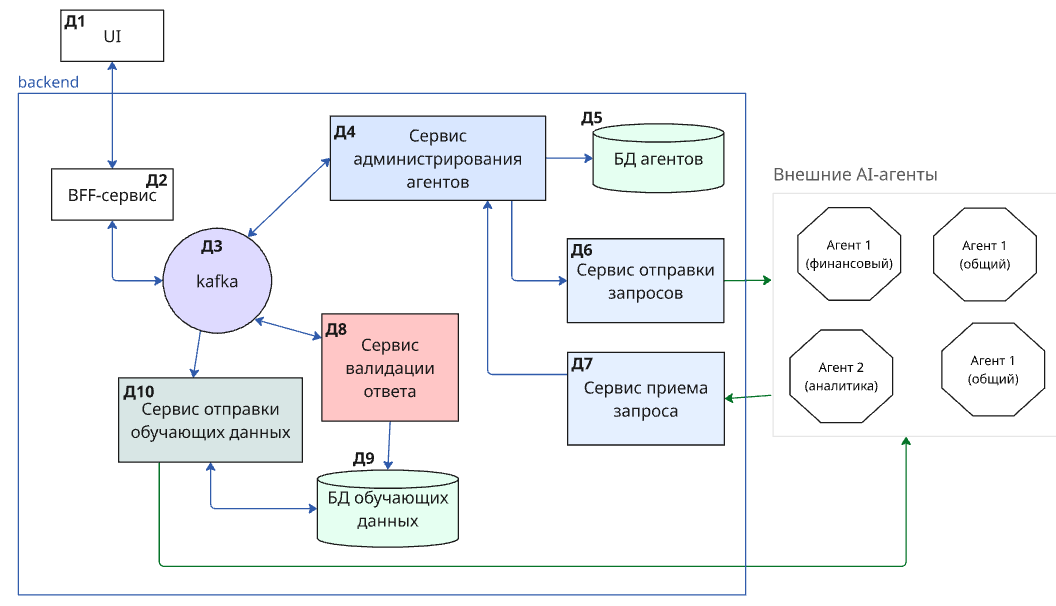 Д1
UI
backend
Д2
BFF-сервис
Д3
kafka
Д4
Сервис
администрирования
агентов
Д5
БД агентов
Внешние AI-агенты
Агент 1
(финансовый)
Агент 1
(общий)
Агент 2
(аналитика)
Агент 1
(общий)
Д6
Сервис отправки
запросов
Д7
Сервис приема
запроса
Д8
Сервис
валидации
ответа
Д10
Сервис отправки
обучающих данных
Д9
БД обучающих
данных